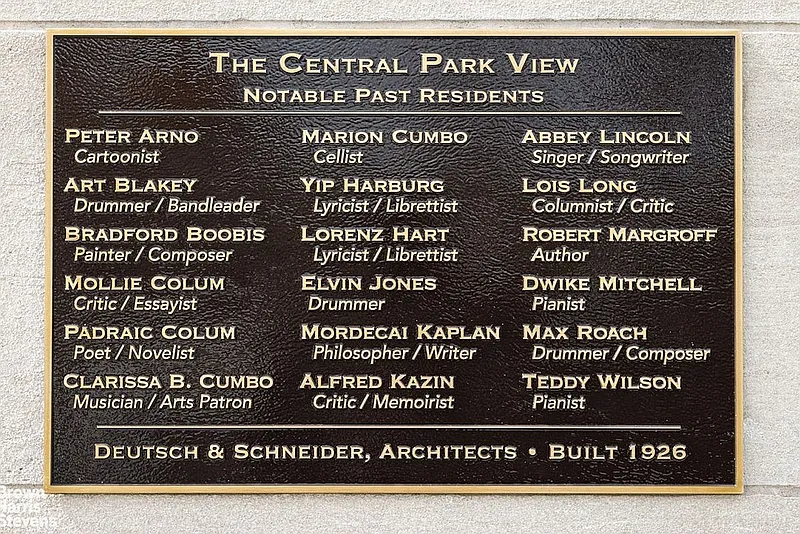 The Central Park View
Notable Past Residents
Peter Arno
Cartoonist
Art Blakey
Drummer / Bandleader
Bradford Boobis
Painter / Composer
Mollie Colum
Critic / Essayist
Padraic Colum
Poet / Novelist
Clarissa B. Cumbo
Musician / Arts Patron
Marion Cumbo
Cellist
Yip Harburg
Lyricist / Librettist
Lorenz Hart
Lyricist / Librettist
Elvin Jones
Drummer
Mordecai Kaplan
Philosopher / Writer
Alfred Kazin
Critic / Memoirist
Abbey Lincoln
Singer / Songwriter
Lois Long
Columnist / Critic
Robert Margroff
Author
Dwike Mitchell
Pianist
Max Roach
Drummer / Composer
Teddy Wilson
Pianist
Deutsch & Schneider, Architects • Built 1926
Brown
Harris
Stevens